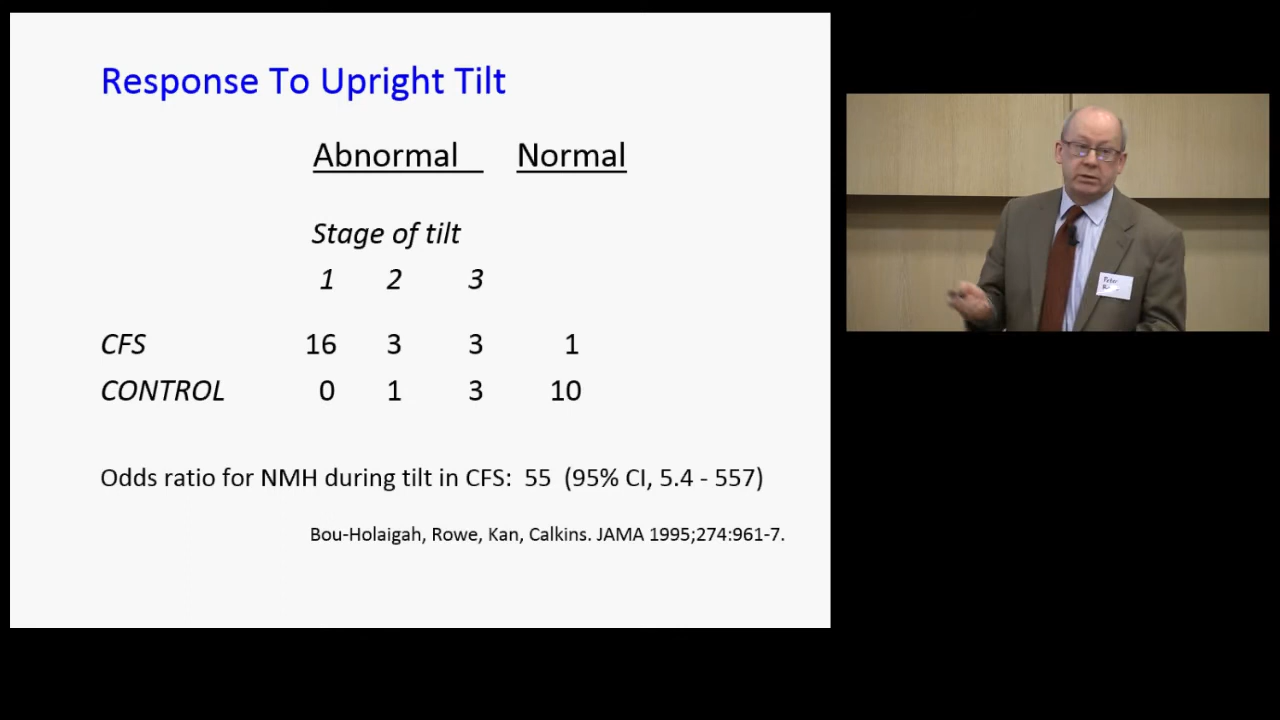 Response To Upright Tilt
Abnormal Normal
Stage of tilt
1 2 3
CFS 16 3 3 1
CONTROL 0 1 3 10
Odds ratio for NMH during tilt in CFS: 55 (95% CI, 5.4 - 557)
Bou-Holaigah, Rowe, Kan, Calkins. JAMA 1995;274:961-7.
Peter